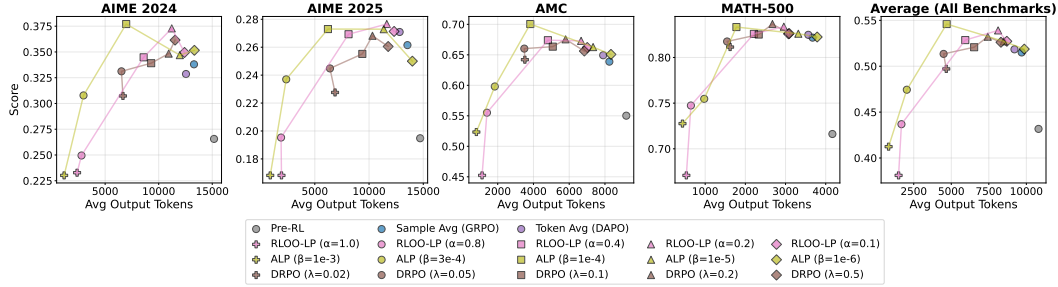 AIME 2024
AIME 2025
AMC
MATH-500
Average (All Benchmarks)
Score
0.375
0.350
0.325
0.300
0.275
0.250
0.225
5000
10000
15000
Avg Output Tokens
0.28
0.26
0.24
0.22
0.20
0.18
5000
10000
15000
Avg Output Tokens
0.70
0.65
0.60
0.55
0.50
0.45
2000
4000
6000
8000
Avg Output Tokens
0.80
0.75
0.70
1000
2000
3000
4000
Avg Output Tokens
0.55
0.50
0.45
0.40
2500
5000
7500
10000
Avg Output Tokens
Pre-RL
Sample Avg (GRPO)
Token Avg (DAPO)
RLOO-LP (α=1.0)
RLOO-LP (α=0.8)
RLOO-LP (α=0.4)
RLOO-LP (α=0.2)
RLOO-LP (α=0.1)
ALP (β=1e-3)
ALP (β=3e-4)
ALP (β=1e-4)
ALP (β=1e-5)
ALP (β=1e-6)
DRPO (λ=0.02)
DRPO (λ=0.05)
DRPO (λ=0.1)
DRPO (λ=0.2)
DRPO (λ=0.5)